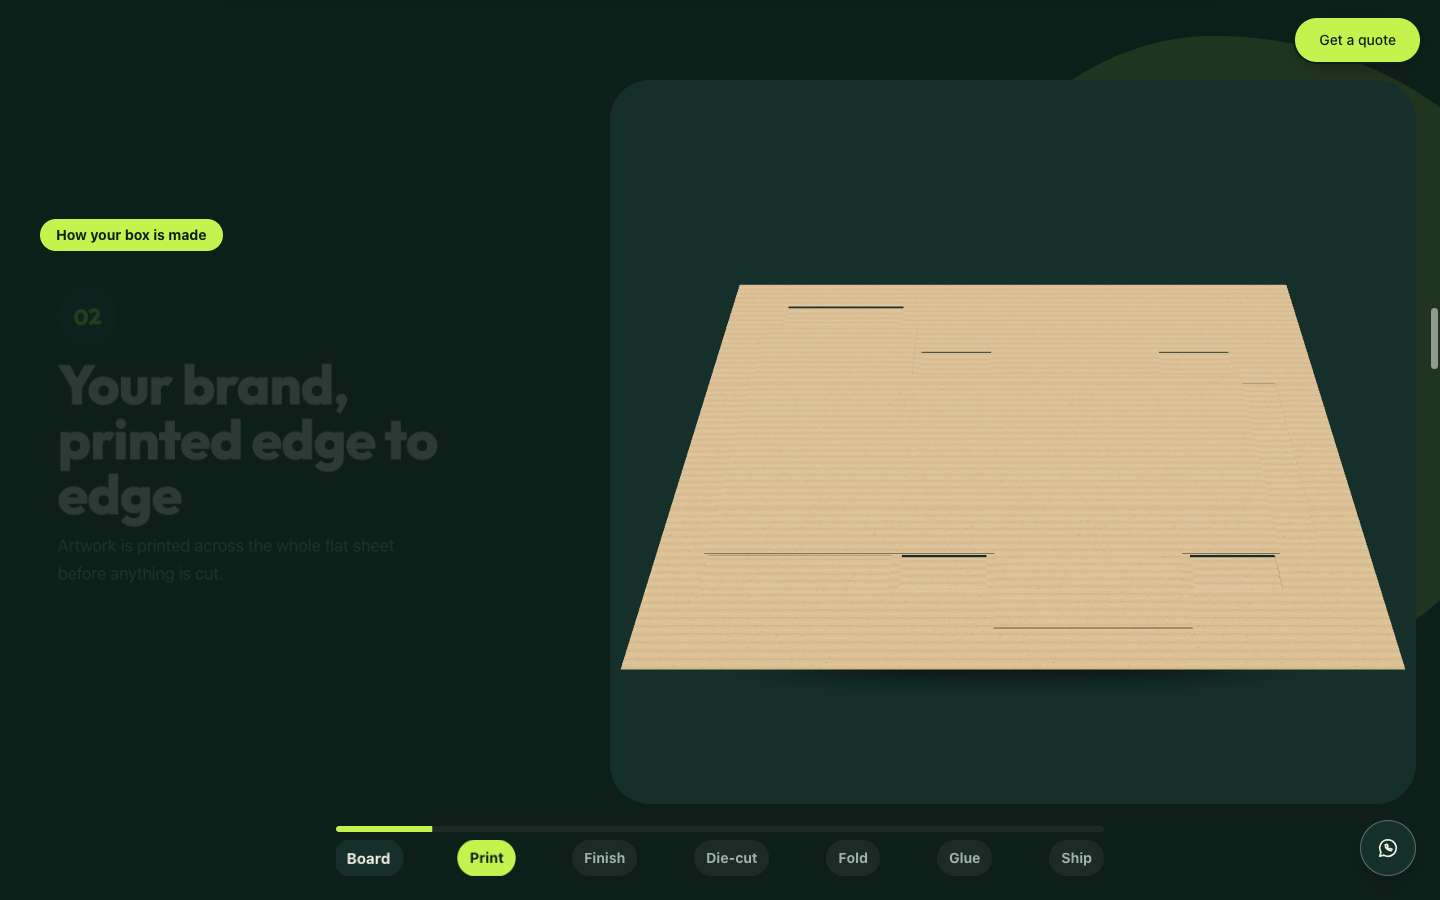 Get a quote
How your box is made
02
Your brand,
printed edge to
edge
Artwork is printed across the whole flat sheet
before anything is cut.
Board
Print
Finish
Die-cut
Fold
Glue
Ship